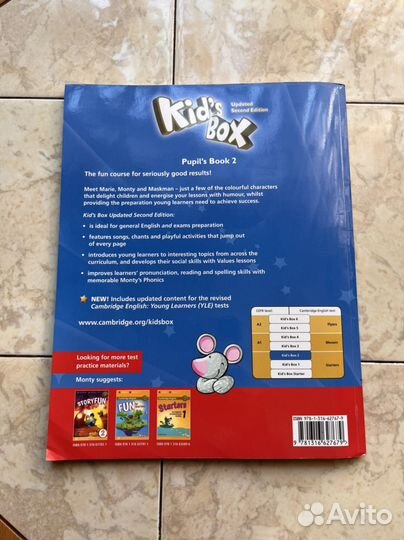 Kid's
BOX
Updated
Second Edition
Pupil's Book 2
The fun course for seriously good results!
Meet Marie, Monty and Maskman – just a few of the colourful characters
that delight children and energise your lessons with humour, whilst
providing the preparation young learners need to achieve success.
Kid's Box Updated Second Edition:
• is ideal for general English and exams preparation
• features songs, chants and playful activities that jump out
of every page
• introduces young learners to interesting topics from across the
curriculum, and develops their social skills with Values lessons
• improves learners' pronunciation, reading and spelling skills with
memorable Monty's Phonics
NEW! Includes updated content for the revised
Cambridge English: Young Learners (YLE) tests
www.cambridge.org/kidsbox
CEFR level: Cambridge English test:
Kid's Box 6
A2 Kid's Box 5 Flyers
Kid's Box 4
A1 Kid's Box 3 Movers
Kid's Box 2
Kid's Box 1 Starters
Kid's Box Starter
Looking for more test
practice materials?
Monty suggests:
STORYFUN
Starters
2
FUN
Starters
1
ISBN 978-1-316-62767-9
9 781316 627679
Avito